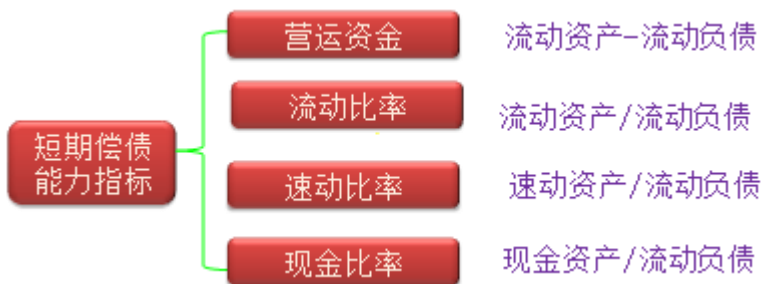 短期偿债
能力指标
营运资金
流动资产-流动负债
流动比率
流动资产/流动负债
速动比率
速动资产/流动负债
现金比率
现金资产/流动负债